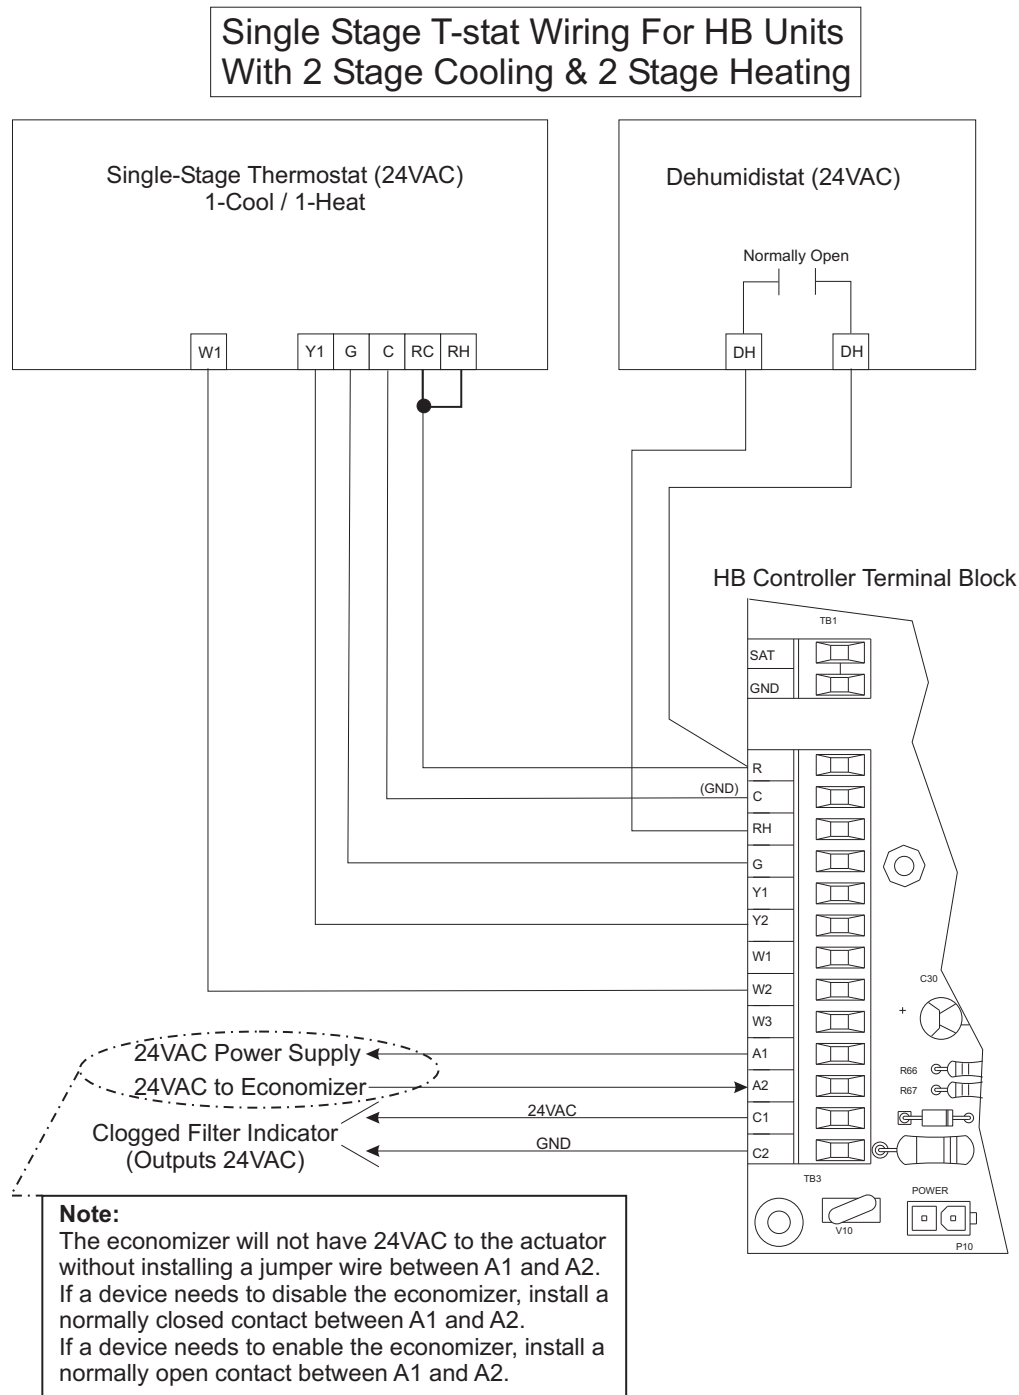 Single Stage T-stat Wiring For HB Units
With 2 Stage Cooling & 2 Stage Heating
Single-Stage Thermostat (24VAC)
1-Cool / 1-Heat
W1
Y1
G
C
RC
RH
Dehumidistat (24VAC)
Normally Open
DH
DH
HB Controller Terminal Block
TB1
SAT
GND
R
(GND)
C
RH
G
Y1
Y2
W1
W2
W3
A1
A2
C1
C2
C30
+
R66
R67
TB3
V10
POWER
P10
24VAC Power Supply
24VAC to Economizer
24VAC
GND
Clogged Filter Indicator
(Outputs 24VAC)
Note:
The economizer will not have 24VAC to the actuator
without installing a jumper wire between A1 and A2.
If a device needs to disable the economizer, install a
normally closed contact between A1 and A2.
If a device needs to enable the economizer, install a
normally open contact between A1 and A2.